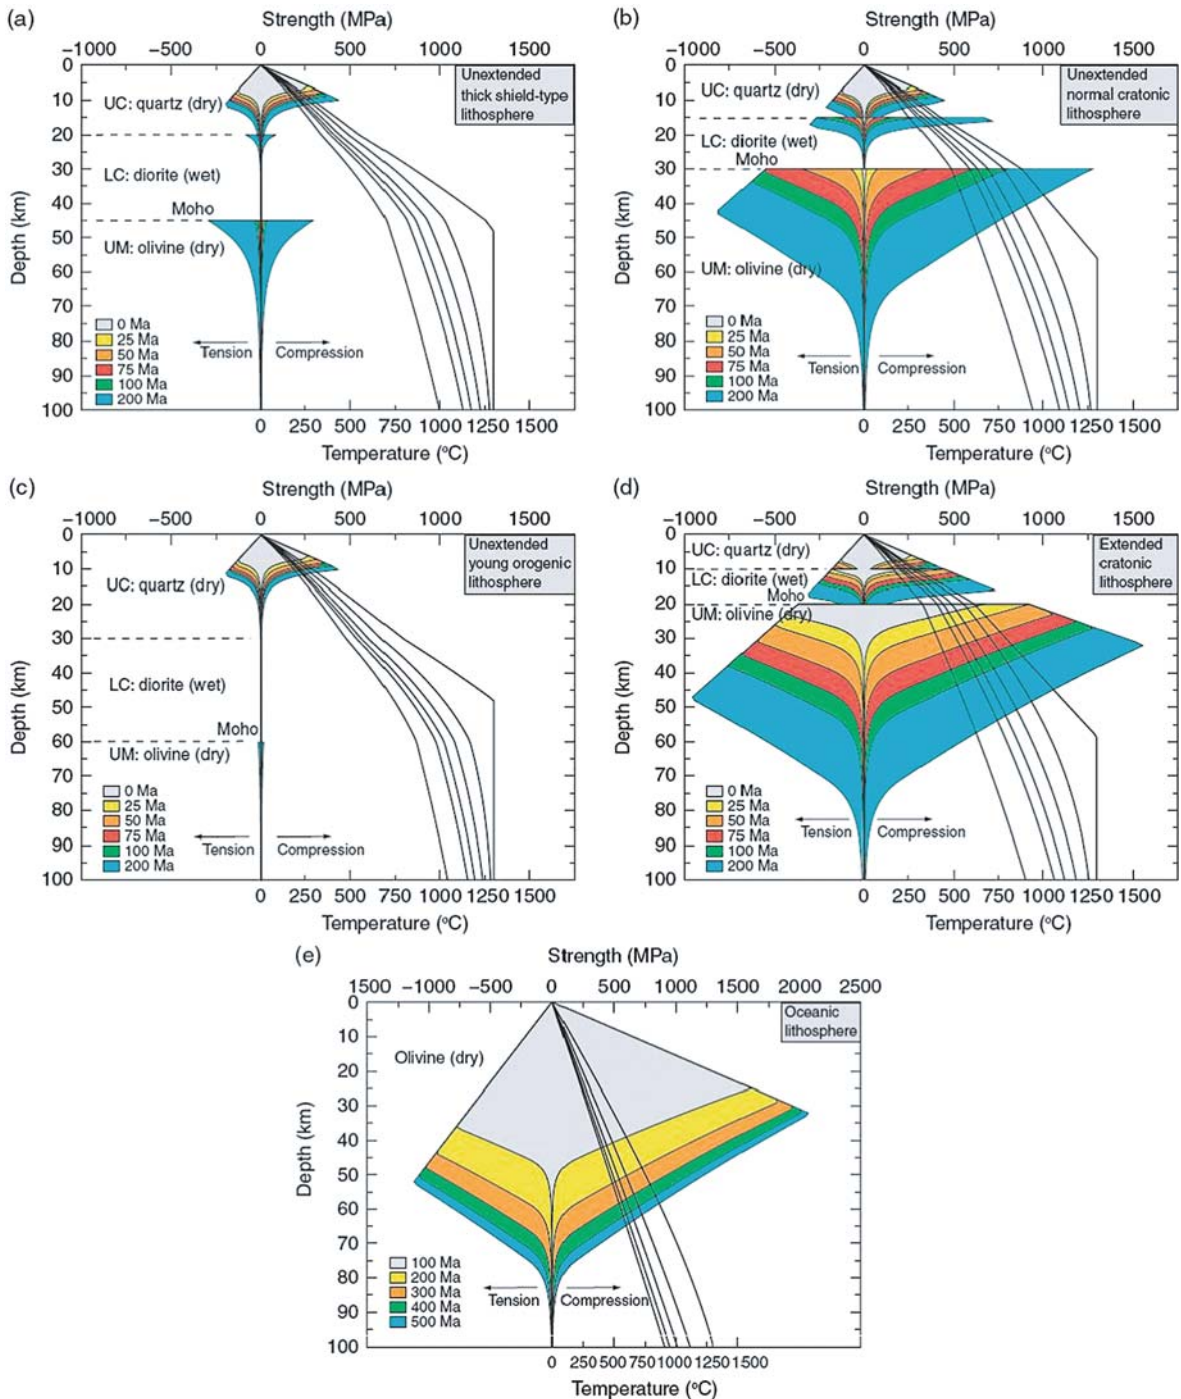 (a)
Strength (MPa)
−1000 −500 0 500 1000 1500
0
10
20
30
40
50
60
70
80
90
100
Depth (km)
UC: quartz (dry)
LC: diorite (wet)
Moho
UM: olivine (dry)
Unextended
thick shield-type
lithosphere
0 Ma
25 Ma
50 Ma
75 Ma
100 Ma
200 Ma
Tension Compression
0 250 500 750 1000 1250 1500
Temperature (°C)
(b)
Strength (MPa)
−1000 −500 0 500 1000 1500
0
10
20
30
40
50
60
70
80
90
100
Depth (km)
UC: quartz (dry)
LC: diorite (wet)
Moho
UM: olivine (dry)
Unextended
normal cratonic
lithosphere
0 Ma
25 Ma
50 Ma
75 Ma
100 Ma
200 Ma
Tension Compression
0 250 500 750 1000 1250 1500
Temperature (°C)
(c)
Strength (MPa)
−1000 −500 0 500 1000 1500
0
10
20
30
40
50
60
70
80
90
100
Depth (km)
UC: quartz (dry)
LC: diorite (wet)
Moho
UM: olivine (dry)
Unextended
young orogenic
lithosphere
0 Ma
25 Ma
50 Ma
75 Ma
100 Ma
200 Ma
Tension Compression
0 250 500 750 1000 1250 1500
Temperature (°C)
(d)
Strength (MPa)
−1000 −500 0 500 1000 1500
0
10
20
30
40
50
60
70
80
90
100
Depth (km)
UC: quartz (dry)
LC: diorite (wet)
Moho
UM: olivine (dry)
Extended
cratonic
lithosphere
0 Ma
25 Ma
50 Ma
75 Ma
100 Ma
200 Ma
Tension Compression
0 250 500 750 1000 1250 1500
Temperature (°C)
(e)
Strength (MPa)
1500 −1000 −500 0 500 1000 1500 2000 2500
0
10
20
30
40
50
60
70
80
90
100
Depth (km)
Olivine (dry)
Oceanic
lithosphere
100 Ma
200 Ma
300 Ma
400 Ma
500 Ma
Tension Compression
0 250 500 750 1000 1250 1500
Temperature (°C)